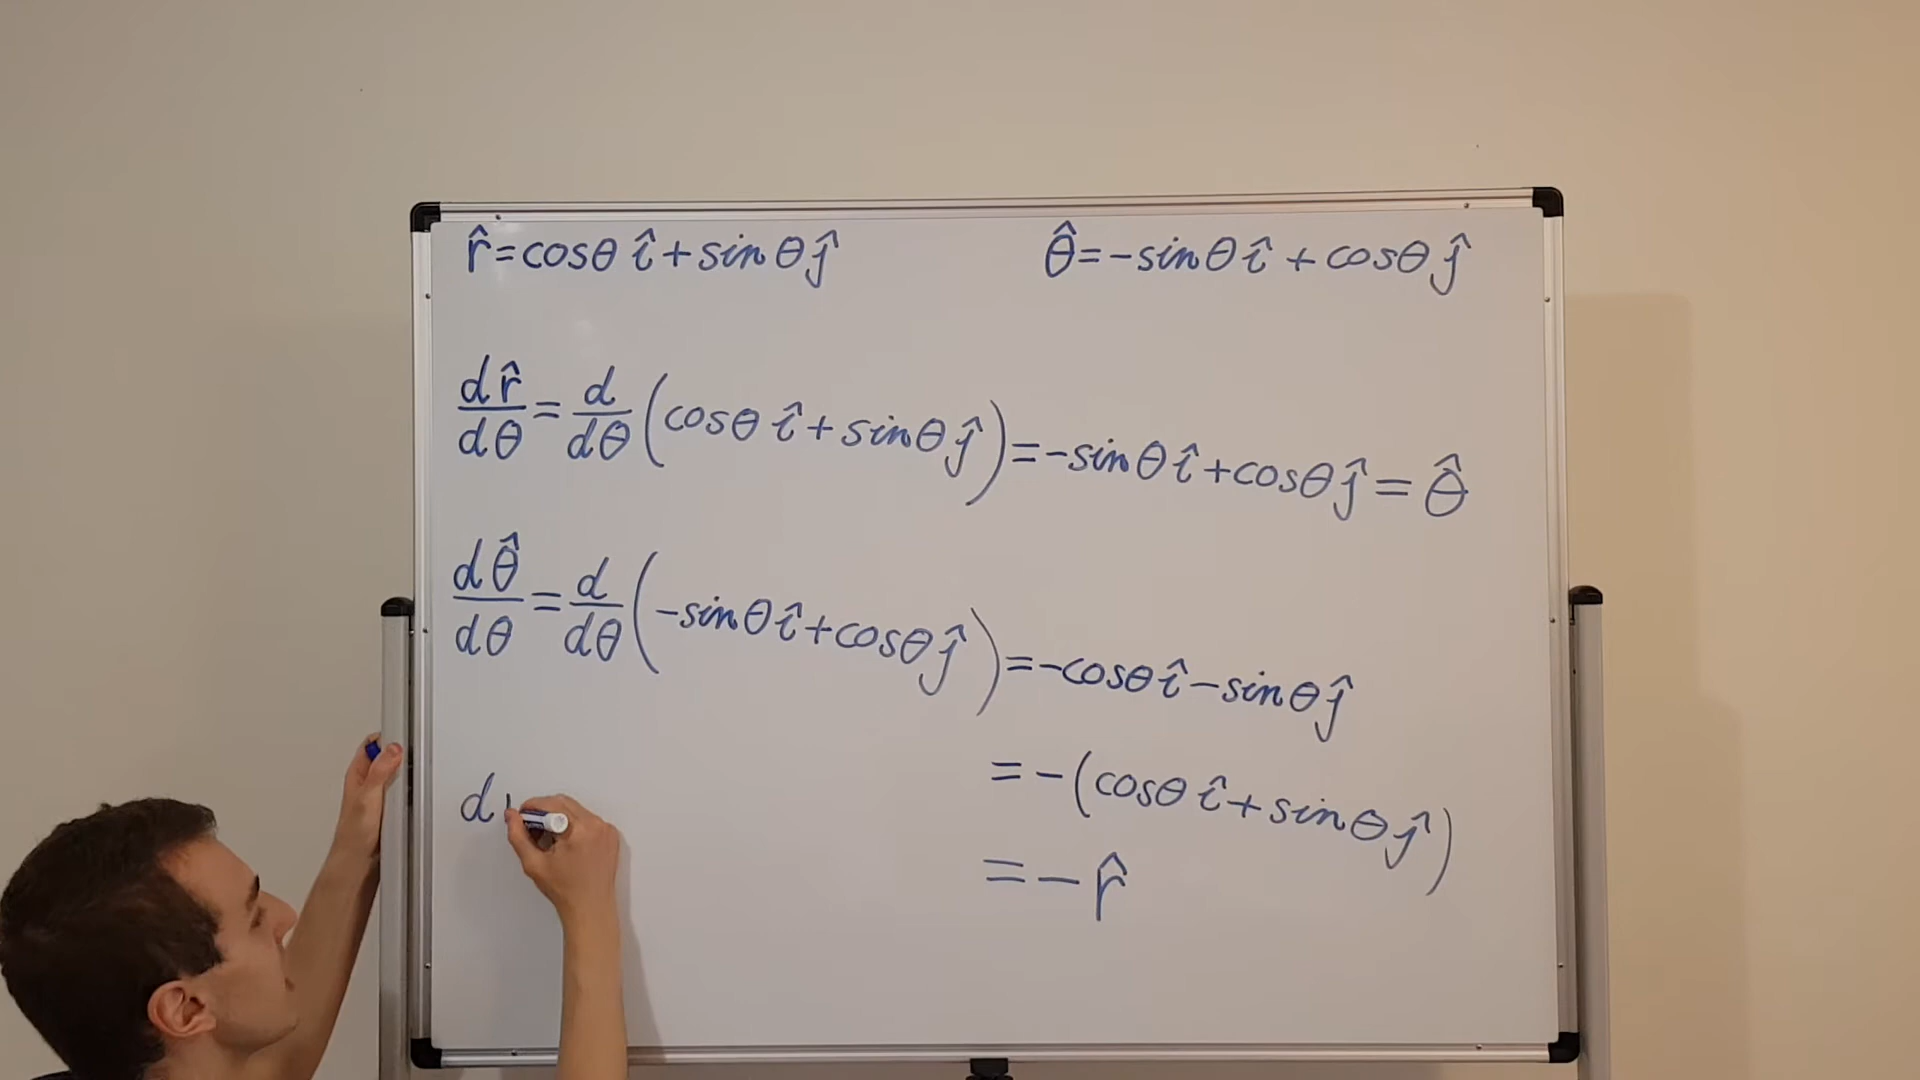 r̂=cosθ î+sinθ ĵ
θ̂=-sinθ î+cosθ ĵ
dr̂/dθ=d/dθ(cosθ î+sinθ ĵ)=-sinθ î+cosθ ĵ=θ̂
dθ̂/dθ=d/dθ(-sinθ î+cosθ ĵ)=-cosθ î-sinθ ĵ
=-(cosθ î+sinθ ĵ)
=-r̂
d